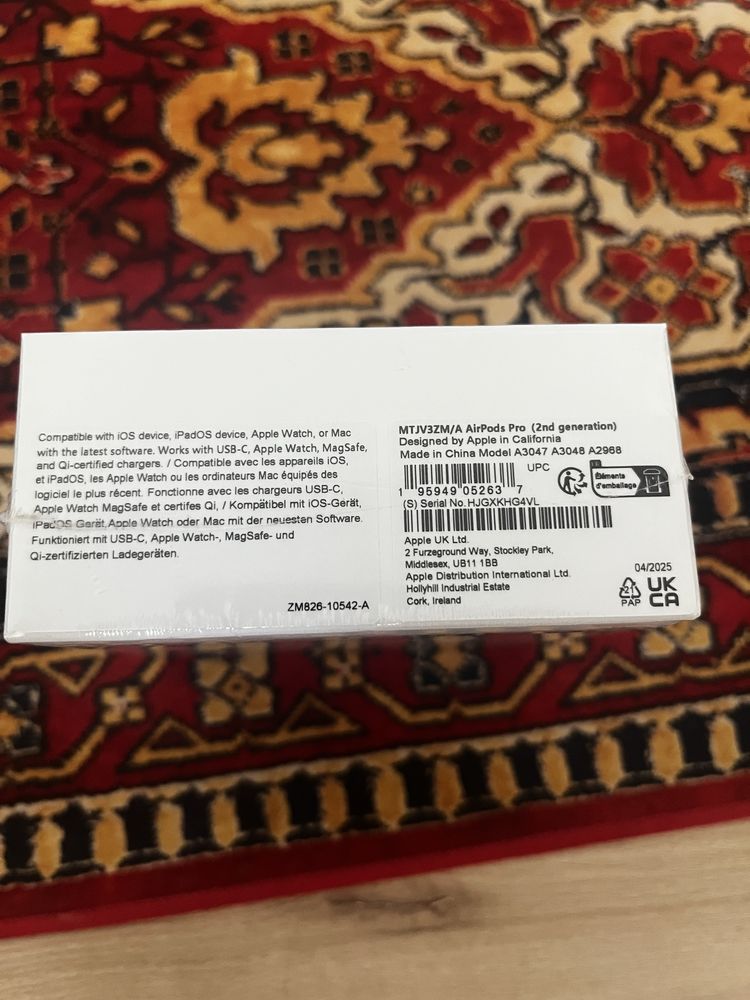 Compatible with iOS device, iPadOS device, Apple Watch, or Mac
with the latest software. Works with USB-C, Apple Watch, MagSafe,
and Qi-certified chargers. / Compatible avec les appareils iOS,
et iPadOS, les Apple Watch ou les ordinateurs Mac équipés des
logiciel le plus récent. Fonctionne avec les chargeurs USB-C,
Apple Watch MagSafe et certifes Qi, / Kompätibel mit iOS-Gerät,
iPadOS Gerät,Apple Watch oder Mac mit der neuesten Software.
Funktioniert mit USB-C, Apple Watch-, MagSafe- und
Qi-zertifizierten Ladegeräten.
ZM826-10542-A
MTJV3ZM/A AirPods Pro (2nd generation)
Designed by Apple in California
Made in China Model A3047 A3048 A2968
UPC
1 95949 05263 7
Éléments
d'emballage
(S) Serial No. HJGXKHG4VL
Apple UK Ltd.
2 Furzeground Way, Stockley Park,
Middlesex, UB11 1BB
Apple Distribution International Ltd.
Hollyhill Industrial Estate
Cork, Ireland
04/2025
21
PAP
UK
CA